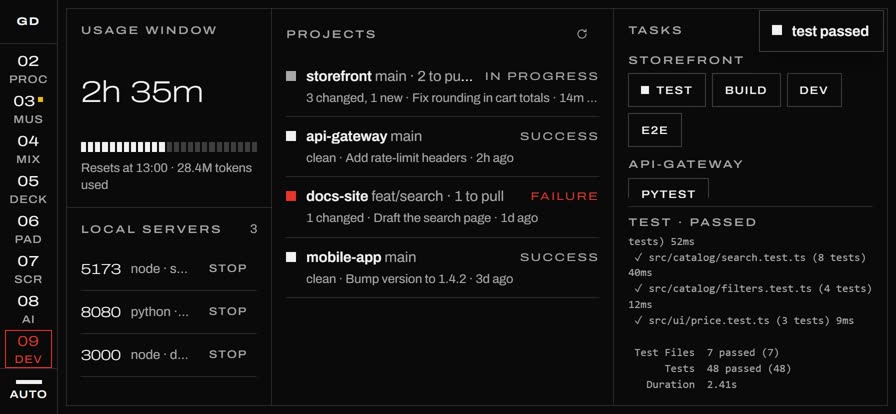 GD
02
PROC
03
MUS
04
MIX
05
DECK
06
PAD
07
SCR
08
AI
09
DEV
AUTO
USAGE WINDOW
2h 35m
Resets at 13:00 · 28.4M tokens
used
LOCAL SERVERS 3
5173 node · s... STOP
8080 python ·... STOP
3000 node · d... STOP
PROJECTS
storefront main · 2 to pu... IN PROGRESS
3 changed, 1 new · Fix rounding in cart totals · 14m ...
api-gateway main SUCCESS
clean · Add rate-limit headers · 2h ago
docs-site feat/search · 1 to pull FAILURE
1 changed · Draft the search page · 1d ago
mobile-app main SUCCESS
clean · Bump version to 1.4.2 · 3d ago
TASKS
test passed
STOREFRONT
TEST BUILD DEV
E2E
API-GATEWAY
PYTEST
TEST · PASSED
tests) 52ms
✓ src/catalog/search.test.ts (8 tests)
40ms
✓ src/catalog/filters.test.ts (4 tests)
12ms
✓ src/ui/price.test.ts (3 tests) 9ms
Test Files 7 passed (7)
Tests 48 passed (48)
Duration 2.41s